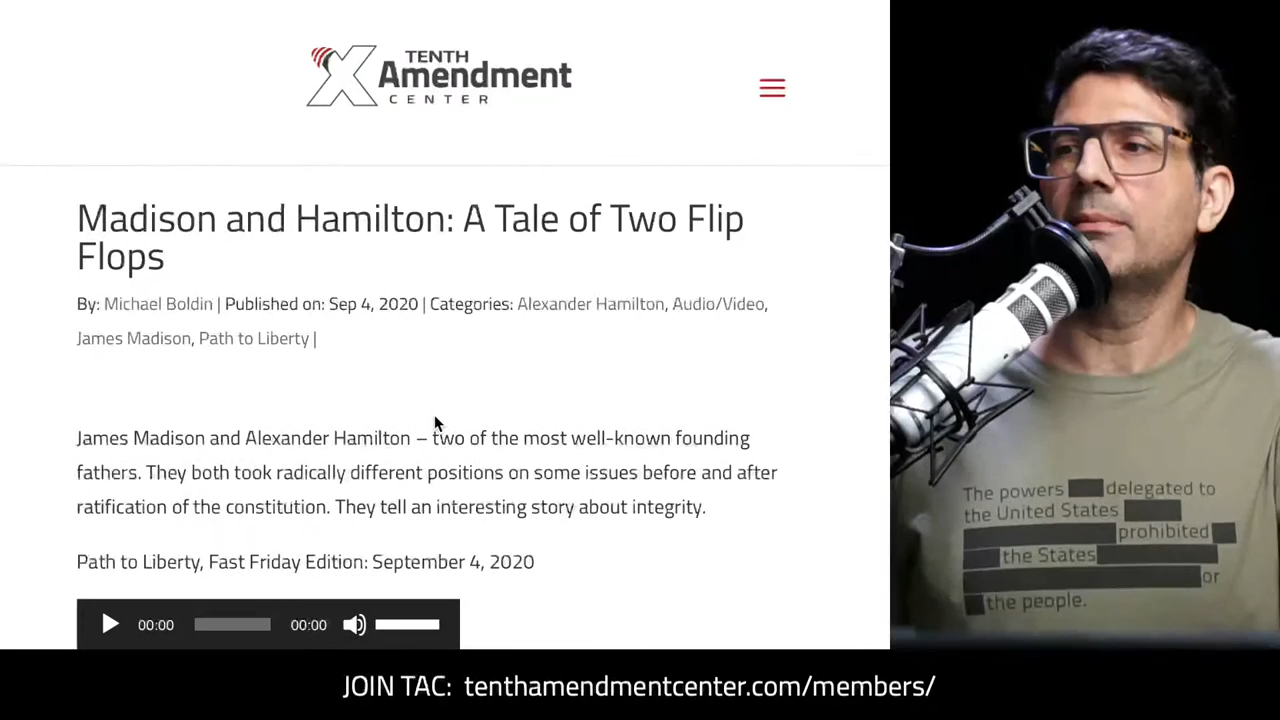 TENTH
Amendment
CENTER
Madison and Hamilton: A Tale of Two Flip
Flops
By: Michael Boldin | Published on: Sep 4, 2020 | Categories: Alexander Hamilton, Audio/Video,
James Madison, Path to Liberty |
James Madison and Alexander Hamilton – two of the most well-known founding
fathers. They both took radically different positions on some issues before and after
ratification of the constitution. They tell an interesting story about integrity.
Path to Liberty, Fast Friday Edition: September 4, 2020
00:00 00:00
The powers delegated to
the United States
prohibited
the States
or
the people.
JOIN TAC: tenthamendmentcenter.com/members/